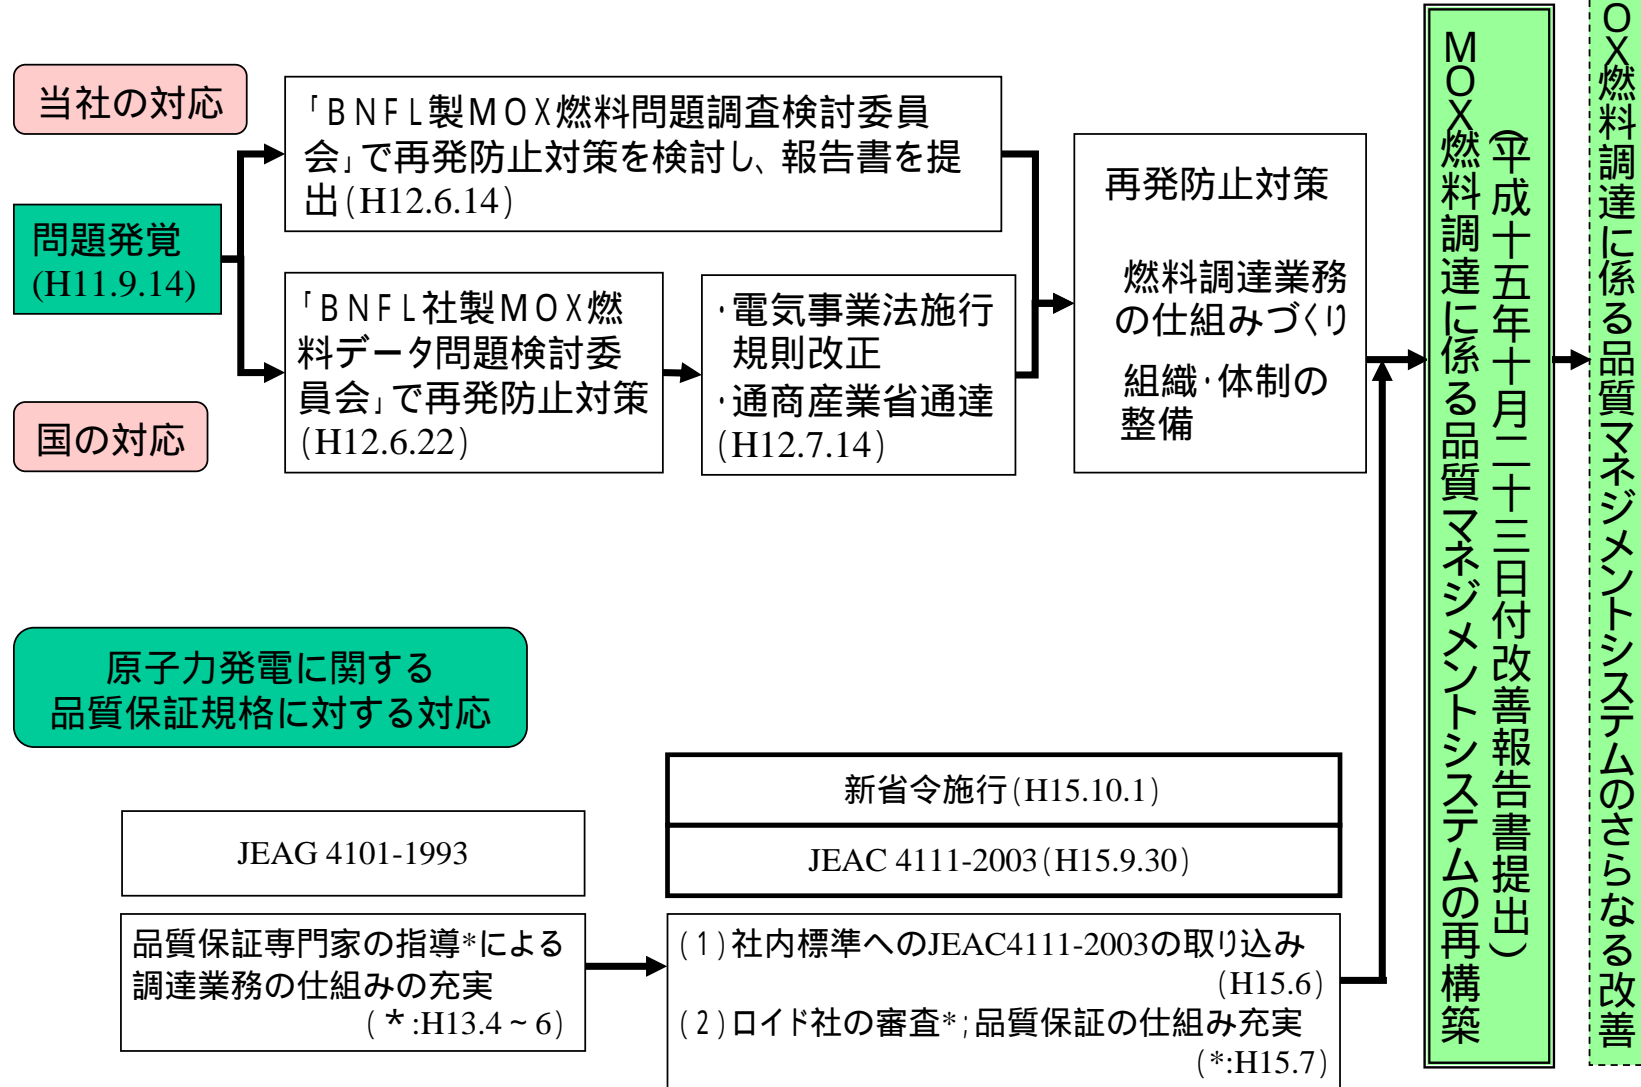 当社の対応
「BNFL製MOX燃料問題調査検討委員
会」で再発防止対策を検討し、報告書を提
出(H12.6.14)
問題発覚
(H11.9.14)
「BNFL社製MOX燃
料データ問題検討委
員会」で再発防止対策
(H12.6.22)
・電気事業法施行
規則改正
・通商産業省通達
(H12.7.14)
国の対応
再発防止対策
燃料調達業務
の仕組みづくり
組織・体制の
整備
原子力発電に関する
品質保証規格に対する対応
JEAG 4101-1993
新省令施行(H15.10.1)
JEAC 4111-2003(H15.9.30)
品質保証専門家の指導*による
調達業務の仕組みの充実
(*:H13.4~6)
(1)社内標準へのJEAC4111-2003の取り込み
(H15.6)
(2)ロイド社の審査*;品質保証の仕組み充実
(*:H15.7)
MOX燃料調達に係る品質マネジメントシステムの再構築
(平成十五年十月二十三日付改善報告書提出)
OX燃料調達に係る品質マネジメントシステムのさらなる改善